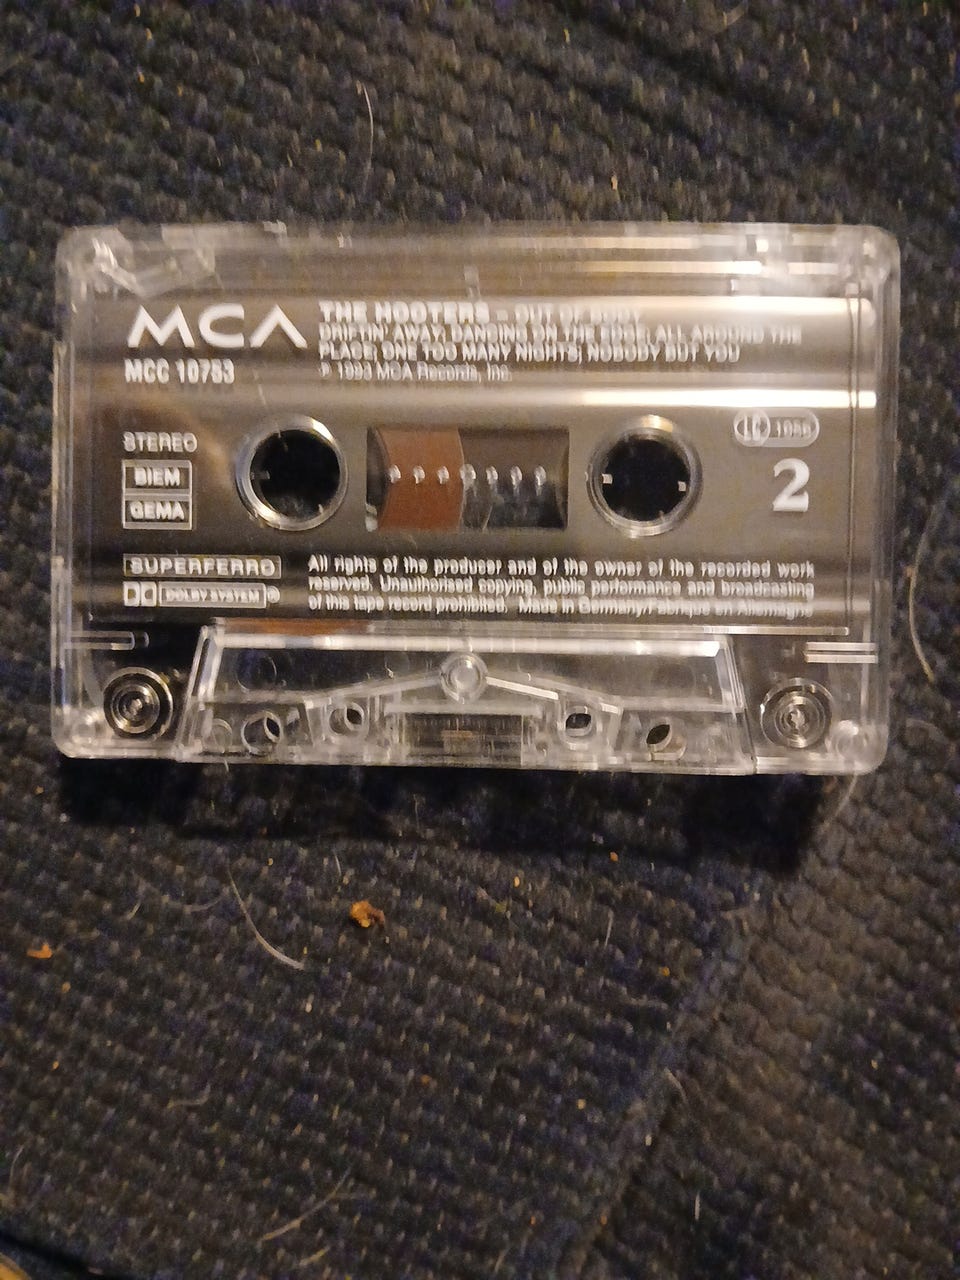 MCA
MCC 10753
THE HOOTERS – OUT OF BODY
DRIFTIN' AWAY; DANCING ON THE EDGE; ALL AROUND THE
PLACE; ONE TOO MANY NIGHTS; NOBODY BUT YOU
℗ 1993 MCA Records, Inc.
STEREO
BIEM
GEMA
2
SUPERFERRO
DOLBY SYSTEM ®
All rights of the producer and of the owner of the recorded work
reserved. Unauthorised copying, public performance and broadcasting
of this tape record prohibited. Made in Germany/Fabriqué en Allemagne